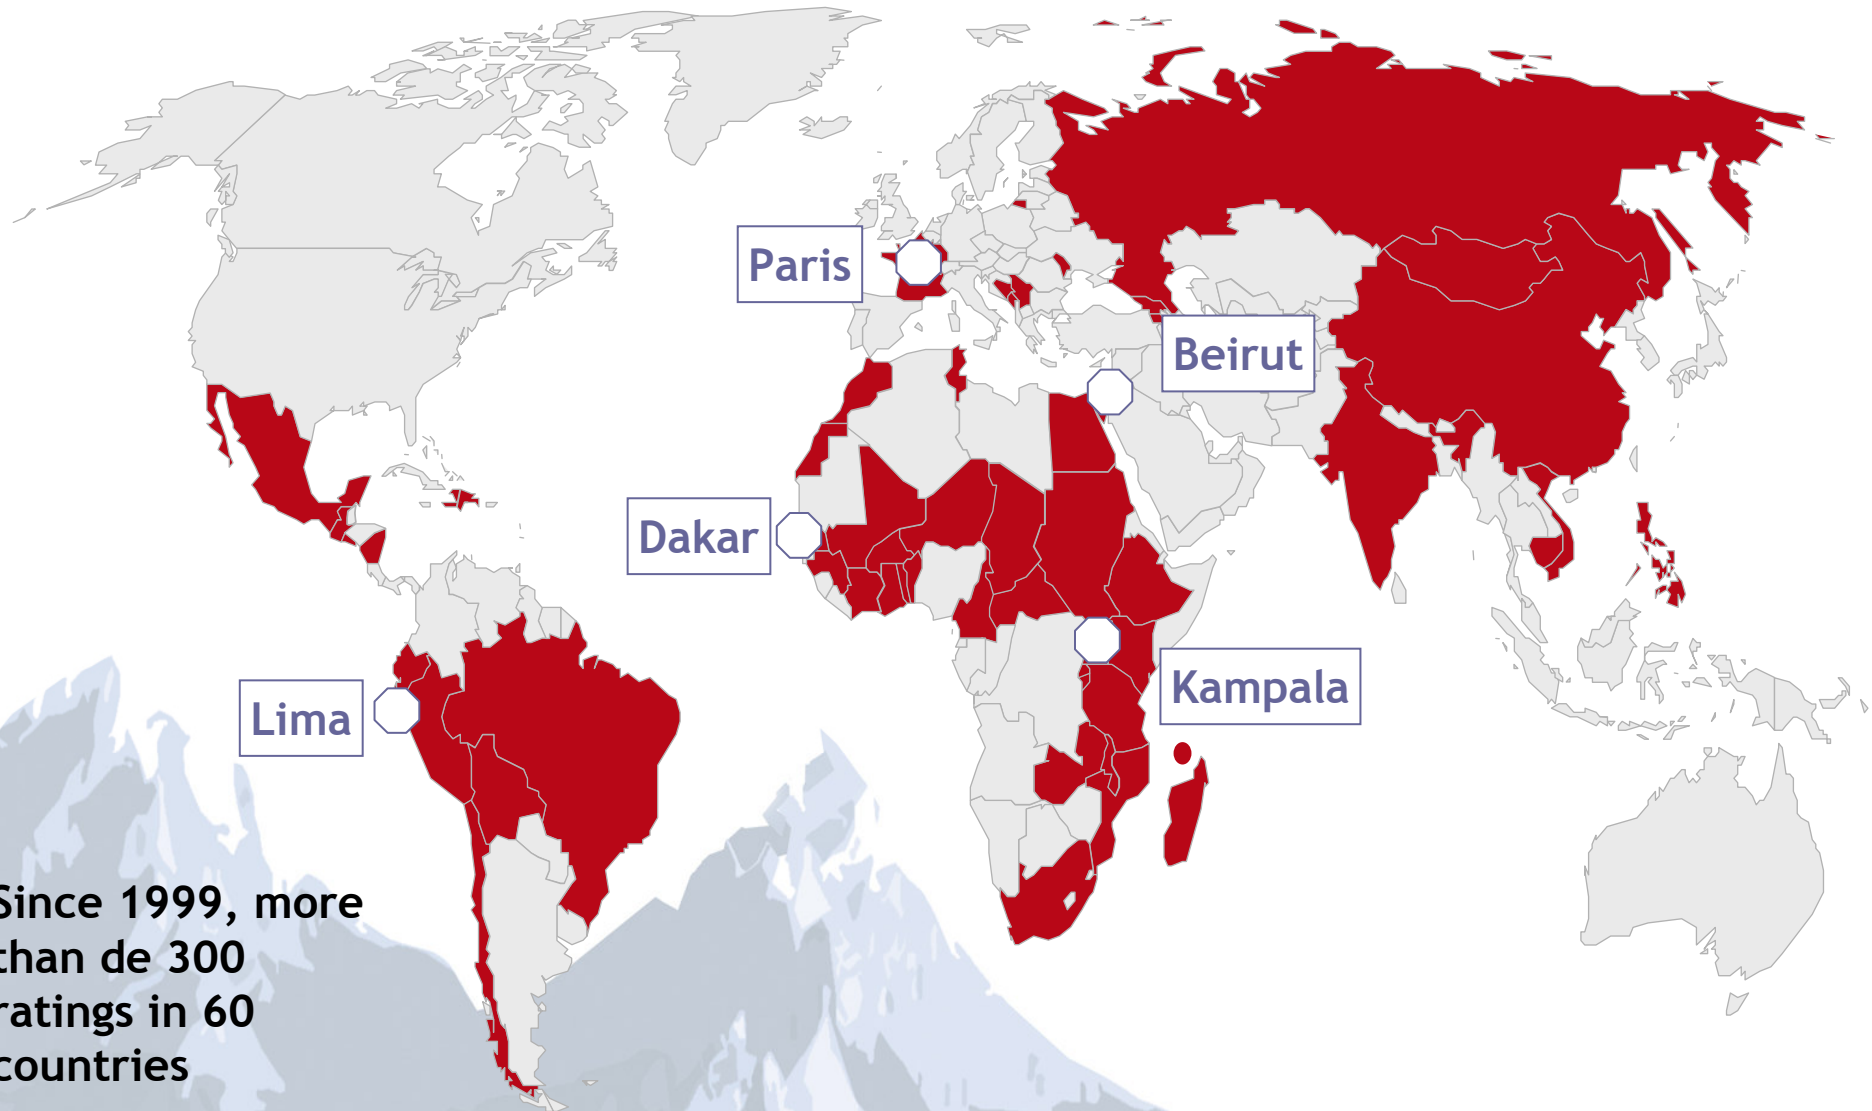 Paris
Beirut
Dakar
Kampala
Lima
Since 1999, more
than de 300
ratings in 60
countries